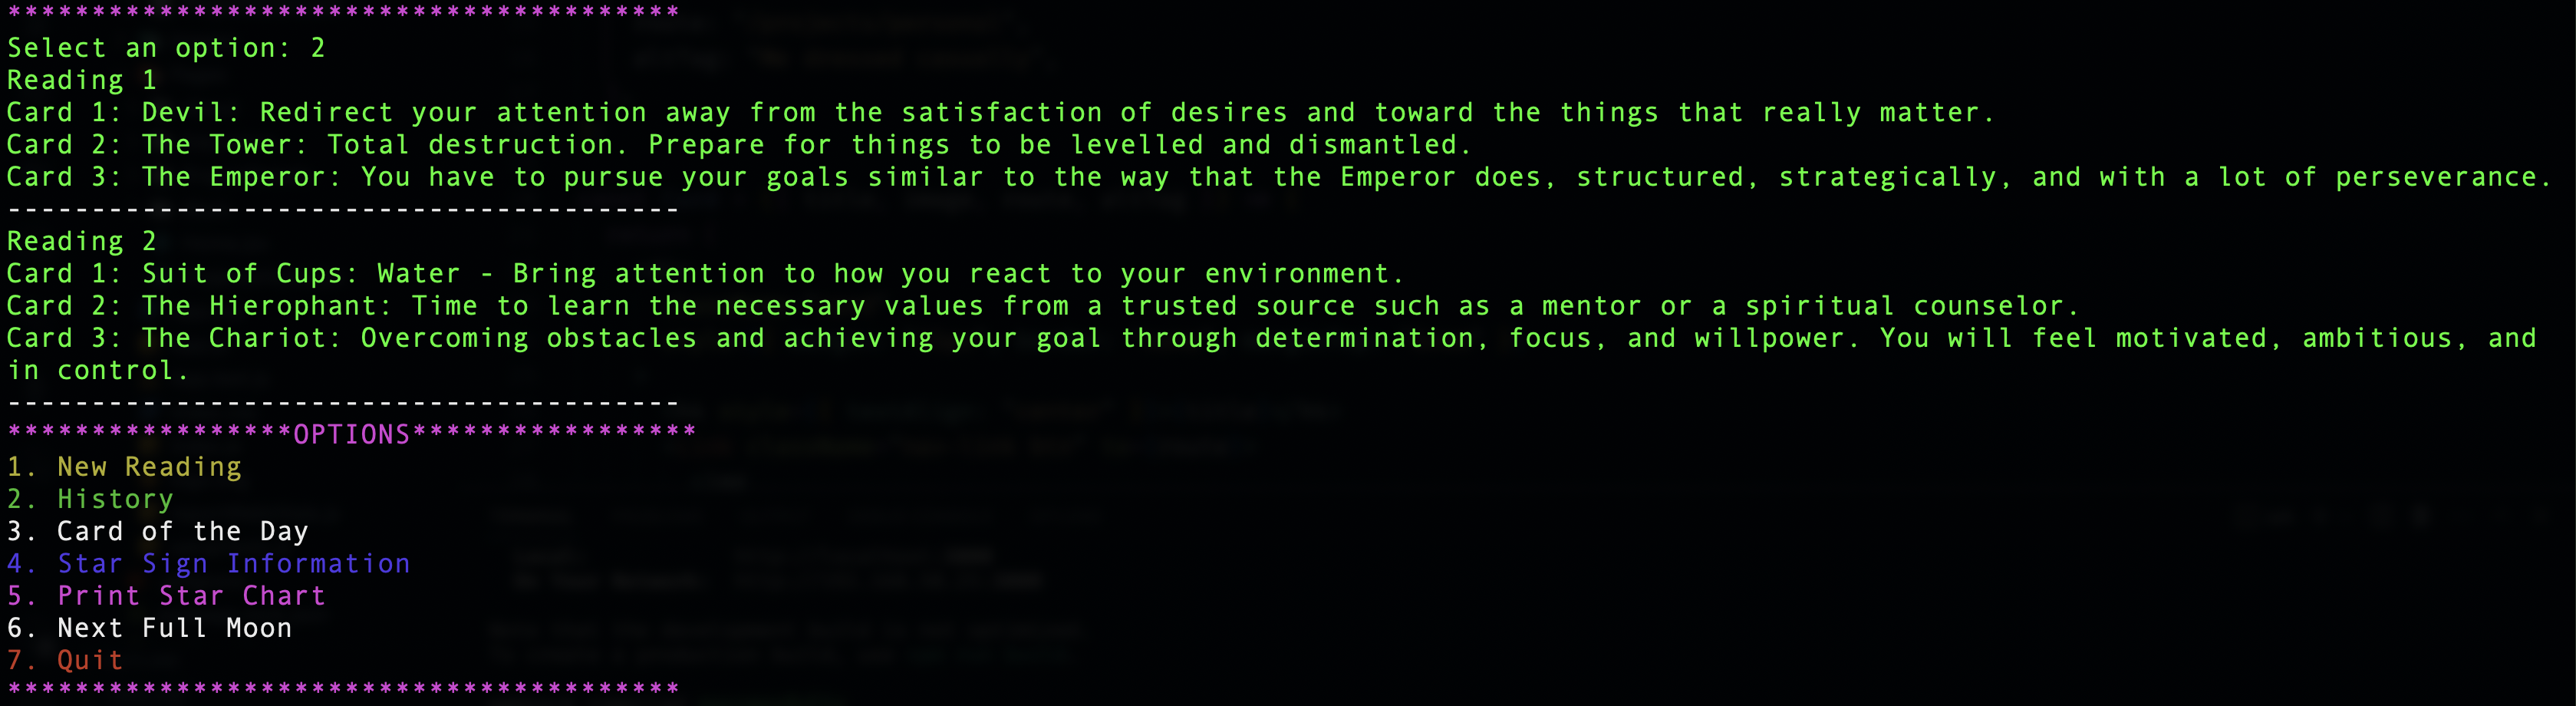 ****************************************
Select an option: 2
Reading 1
Card 1: Devil: Redirect your attention away from the satisfaction of desires and toward the things that really matter.
Card 2: The Tower: Total destruction. Prepare for things to be levelled and dismantled.
Card 3: The Emperor: You have to pursue your goals similar to the way that the Emperor does, structured, strategically, and with a lot of perseverance.
----------------------------------------
Reading 2
Card 1: Suit of Cups: Water - Bring attention to how you react to your environment.
Card 2: The Hierophant: Time to learn the necessary values from a trusted source such as a mentor or a spiritual counselor.
Card 3: The Chariot: Overcoming obstacles and achieving your goal through determination, focus, and willpower. You will feel motivated, ambitious, and
in control.
----------------------------------------
*****************OPTIONS*****************
1. New Reading
2. History
3. Card of the Day
4. Star Sign Information
5. Print Star Chart
6. Next Full Moon
7. Quit
****************************************